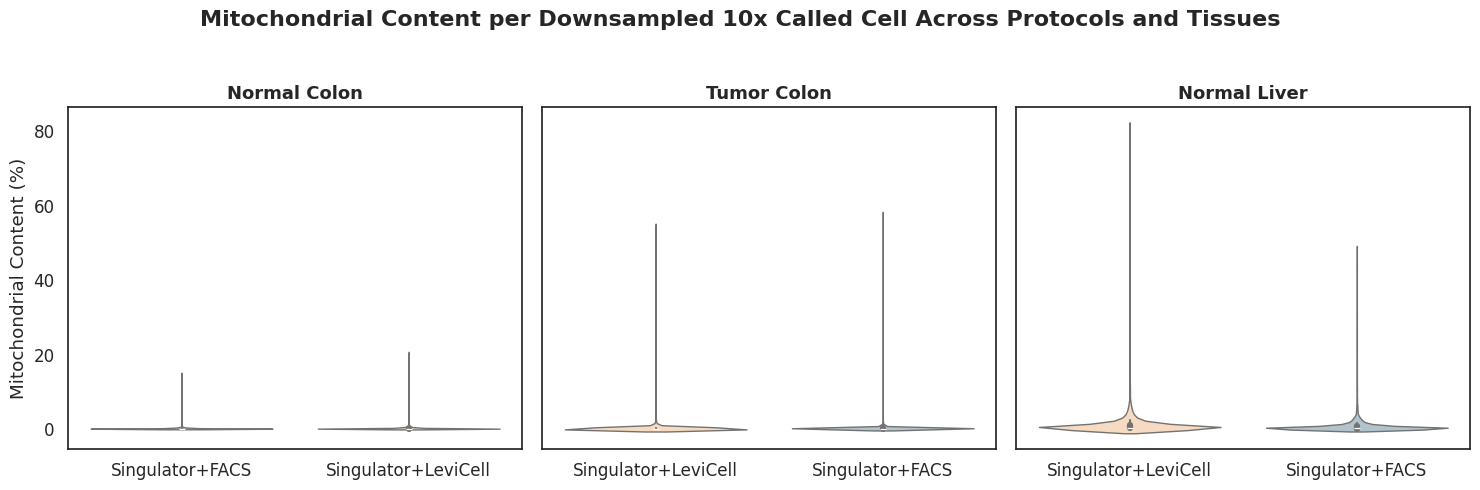 Mitochondrial Content per Downsampled 10x Called Cell Across Protocols and Tissues
Normal Colon
Tumor Colon
Normal Liver
Mitochondrial Content (%)
80
60
40
20
0
Singulator+FACS
Singulator+LeviCell
Singulator+LeviCell
Singulator+FACS
Singulator+LeviCell
Singulator+FACS